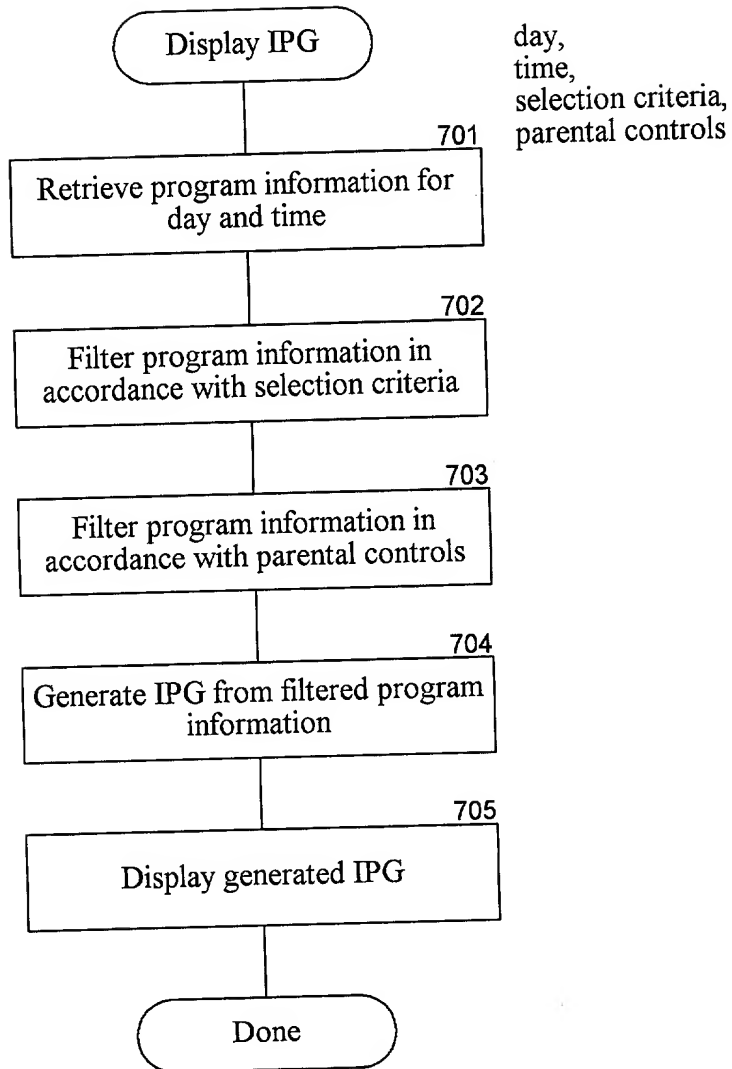 Display IPG
day,
time,
selection criteria,
parental controls
701
Retrieve program information for
day and time
702
Filter program information in
accordance with selection criteria
703
Filter program information in
accordance with parental controls
704
Generate IPG from filtered program
information
705
Display generated IPG
Done